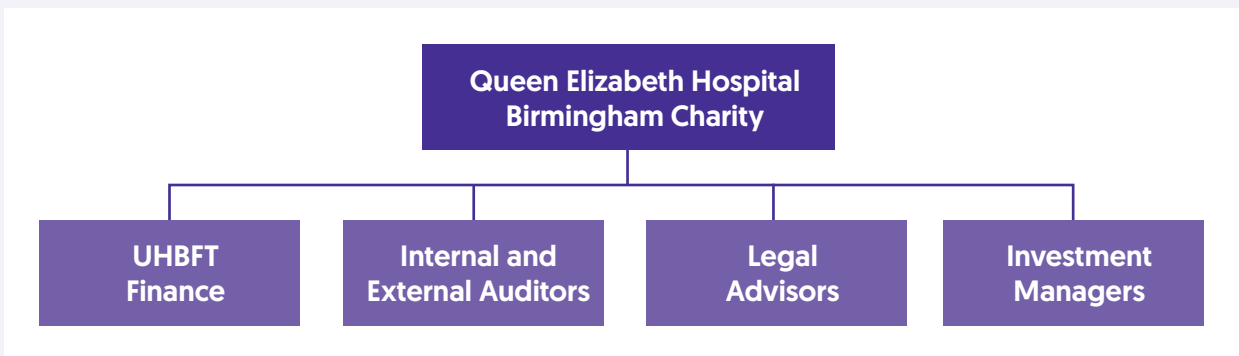 Queen Elizabeth Hospital
Birmingham Charity
UHBFT
Finance
Internal and
External Auditors
Legal
Advisors
Investment
Managers